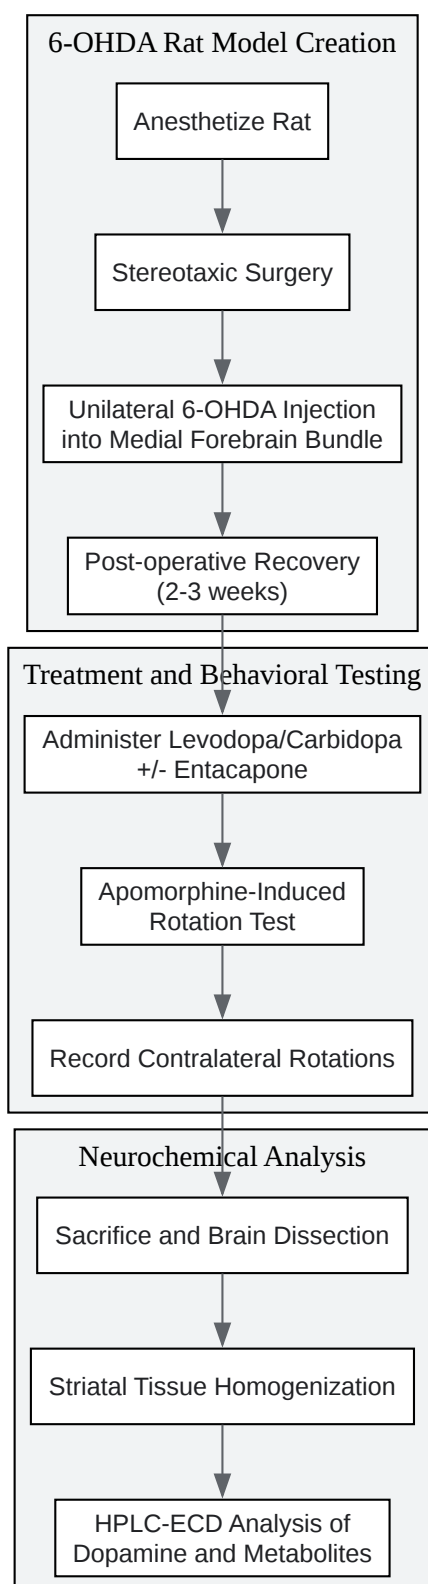 6-OHDA Rat Model Creation
Anesthetize Rat
Stereotaxic Surgery
Unilateral 6-OHDA Injection
into Medial Forebrain Bundle
Post-operative Recovery
(2-3 weeks)
Treatment and Behavioral Testing
Administer Levodopa/Carbidopa
+/- Entacapone
Apomorphine-Induced
Rotation Test
Record Contralateral Rotations
Neurochemical Analysis
Sacrifice and Brain Dissection
Striatal Tissue Homogenization
HPLC-ECD Analysis of
Dopamine and Metabolites